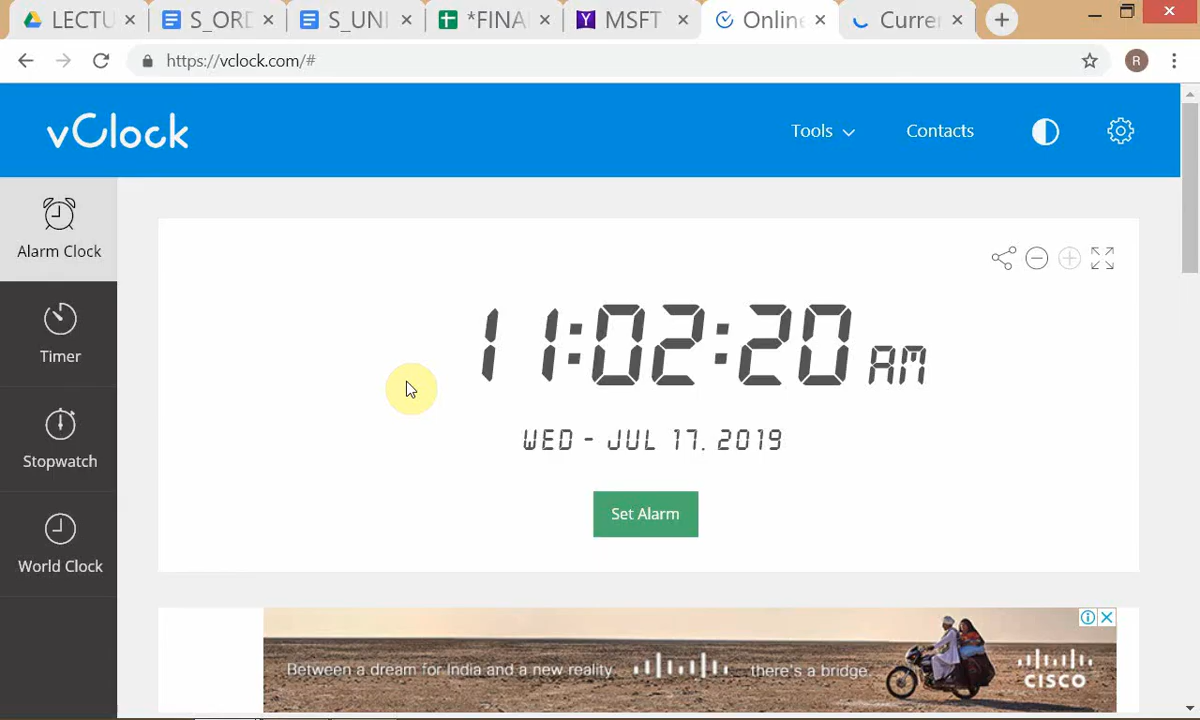 LECTU
S_ORD
S_UNI
*FINA
MSFT
Online
Curre
https://vclock.com/#
R
vClock
Tools
Contacts
Alarm Clock
Timer
Stopwatch
World Clock
11:02:20 AM
WED - JUL 17. 2019
Set Alarm
Between a dream for India and a new reality, there's a bridge.
CISCO